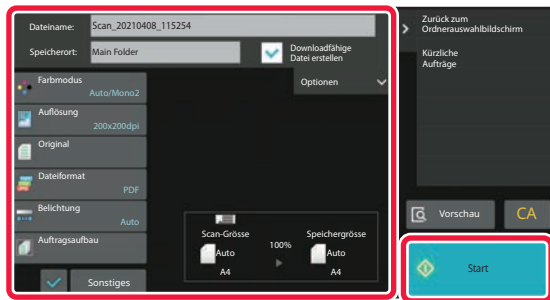 Dateiname:
Scan_20210408_115254
Speicherort:
Main Folder
Downloadfähige
Datei erstellen
Optionen
Farbmodus
Auto/Mono2
Auflösung
200x200dpi
Original
Dateiformat
PDF
Belichtung
Auto
Auftragsaufbau
Sonstiges
Scan-Grösse
Auto
A4
100%
Speichergrösse
Auto
A4
Zurück zum
Ordnerauswahlbildschirm
Kürzliche
Aufträge
Vorschau
CA
Start